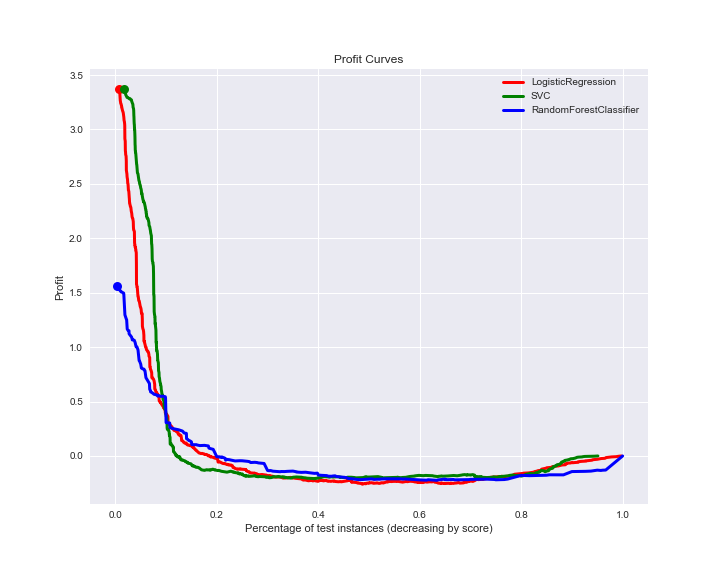 Profit Curves
LogisticRegression
SVC
RandomForestClassifier
3.5
3.0
2.5
2.0
1.5
1.0
0.5
0.0
Profit
0.0 0.2 0.4 0.6 0.8 1.0
Percentage of test instances (decreasing by score)